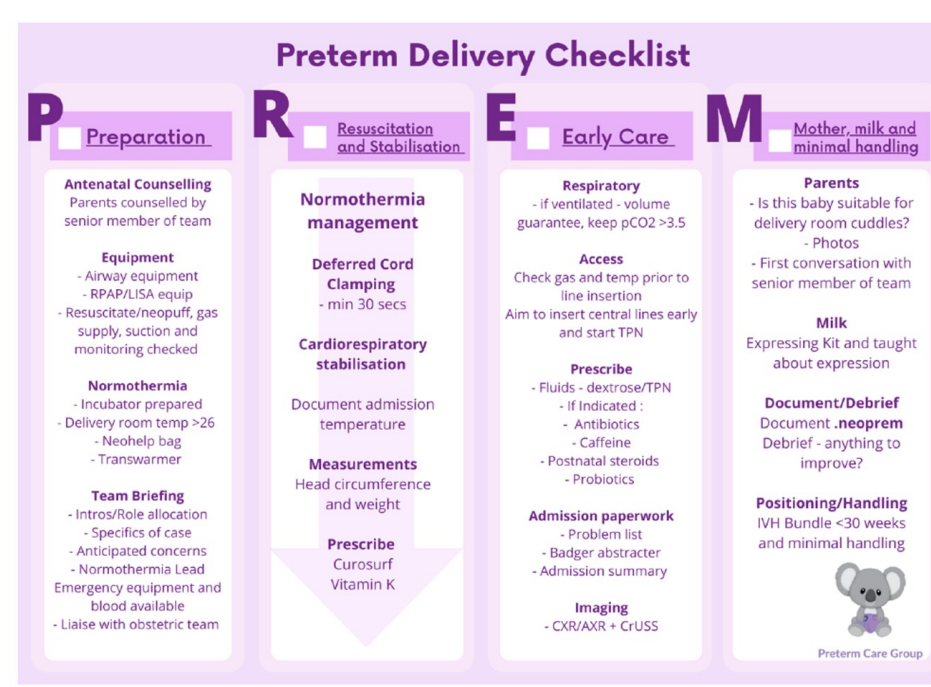 Preterm Delivery Checklist
P
Preparation
Antenatal Counselling
Parents counselled by
senior member of team
Equipment
- Airway equipment
- RPAP/LISA equip
- Resuscitate/neopuff, gas
supply, suction and
monitoring checked
Normothermia
- Incubator prepared
- Delivery room temp >26
- Neohelp bag
- Transwarmer
Team Briefing
- Intros/Role allocation
- Specifics of case
- Anticipated concerns
- Normothermia Lead
Emergency equipment and
blood available
- Liaise with obstetric team
R
Resuscitation
and Stabilisation
Normothermia
management
Deferred Cord
Clamping
- min 30 secs
Cardiorespiratory
stabilisation
Document admission
temperature
Measurements
Head circumference
and weight
Prescribe
Curosurf
Vitamin K
E
Early Care
Respiratory
- if ventilated - volume
guarantee, keep pCO2 >3.5
Access
Check gas and temp prior to
line insertion
Aim to insert central lines early
and start TPN
Prescribe
- Fluids - dextrose/TPN
- If Indicated :
- Antibiotics
- Caffeine
- Postnatal steroids
- Probiotics
Admission paperwork
- Problem list
- Badger abstracter
- Admission summary
Imaging
- CXR/AXR + CrUSS
M
Mother, milk and
minimal handling
Parents
- Is this baby suitable for
delivery room cuddles?
- Photos
- First conversation with
senior member of team
Milk
Expressing Kit and taught
about expression
Document/Debrief
Document .neoprem
Debrief - anything to
improve?
Positioning/Handling
IVH Bundle <30 weeks
and minimal handling
Preterm Care Group